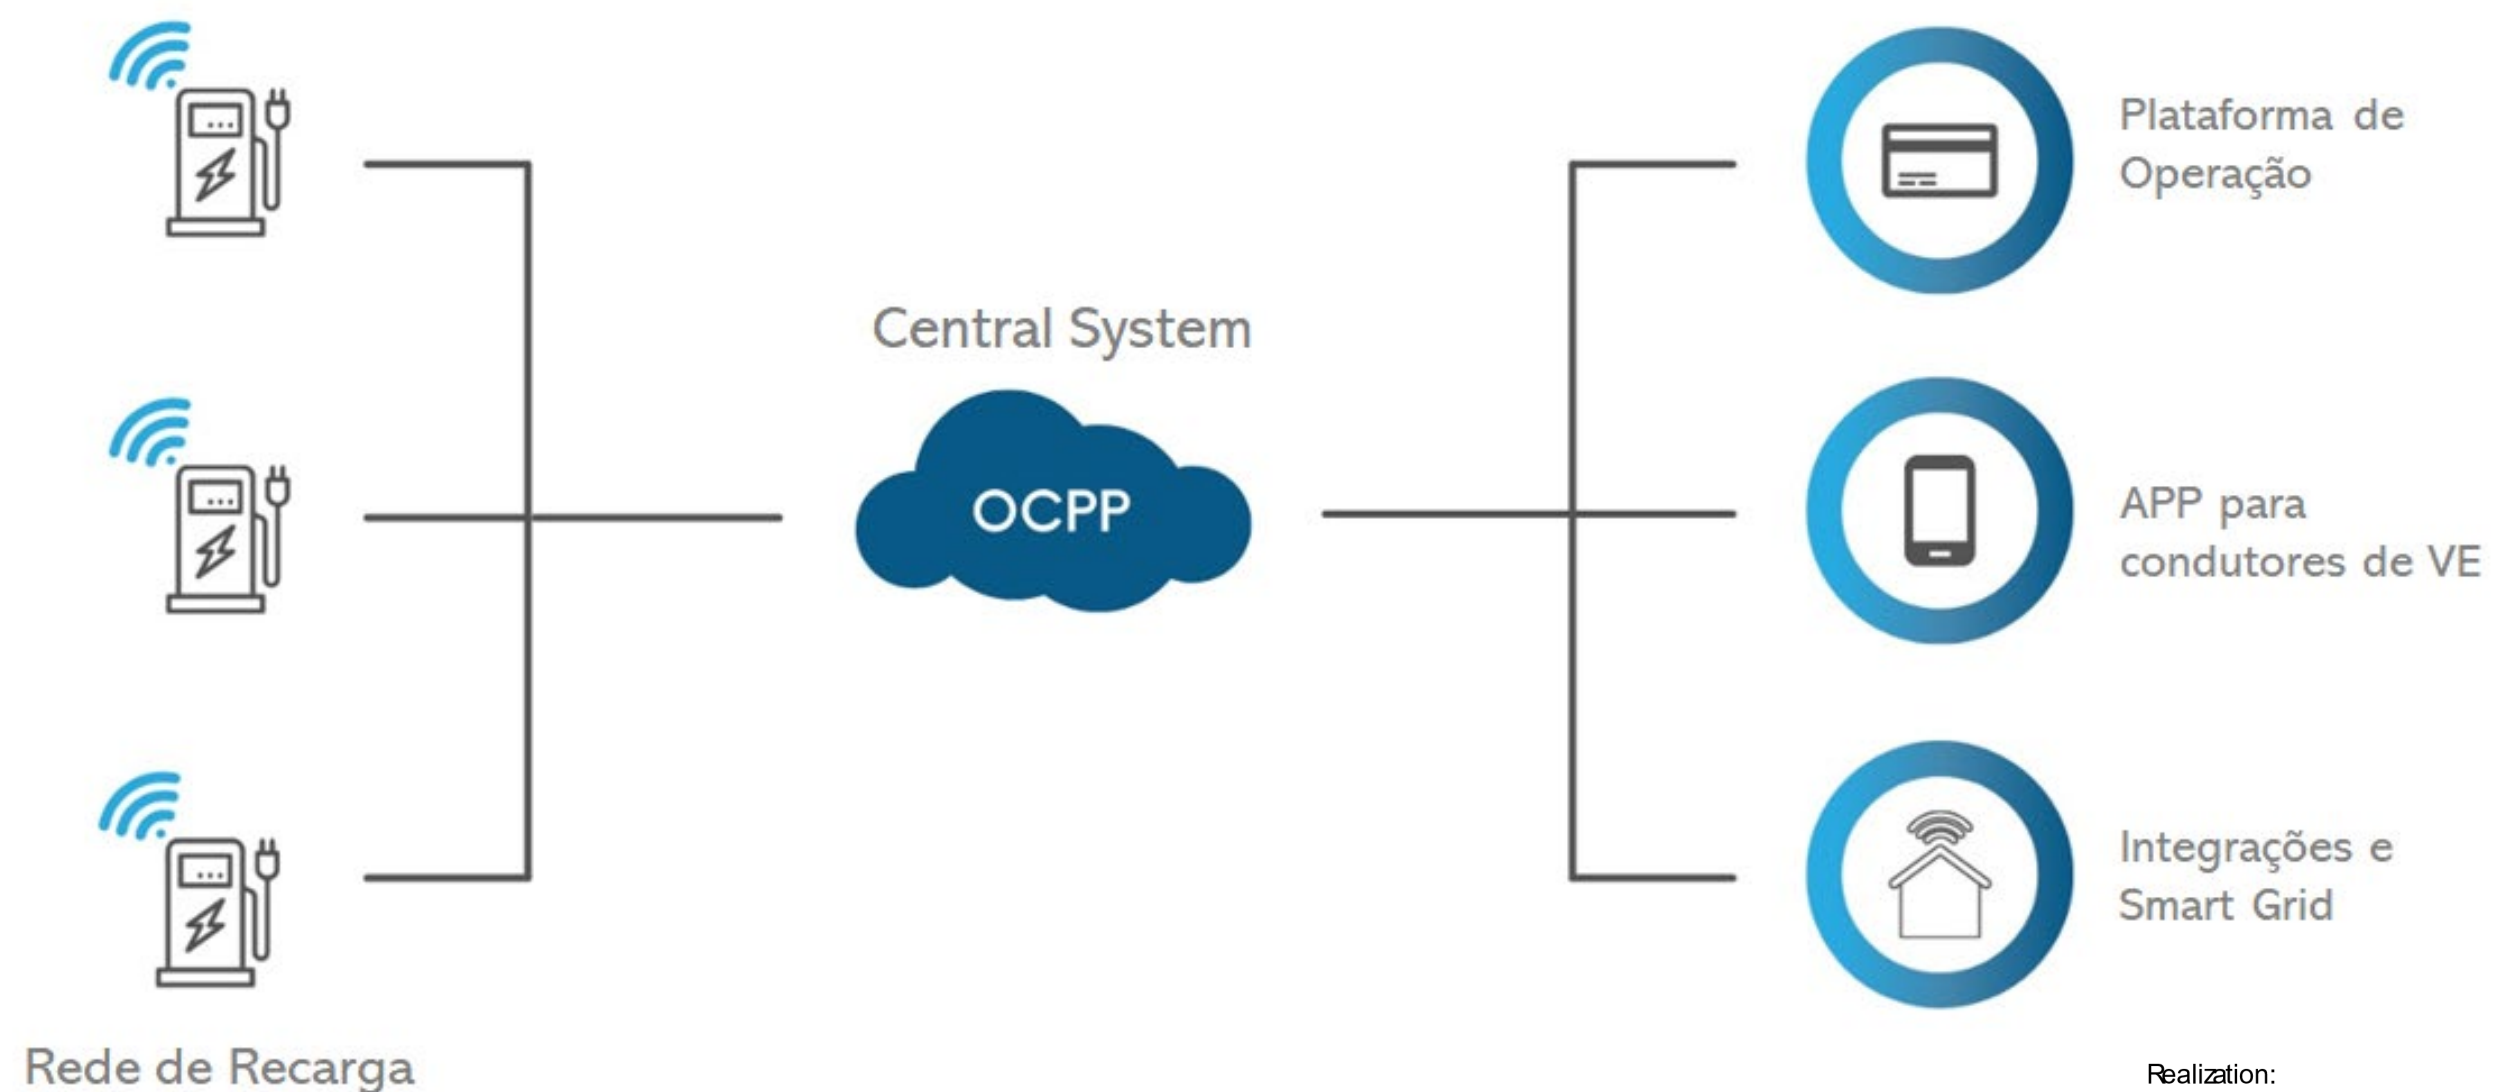 Plataforma de
Operação
Central System
OCPP
APP para
condutores de VE
Integrações e
Smart Grid
Rede de Recarga
Realization: